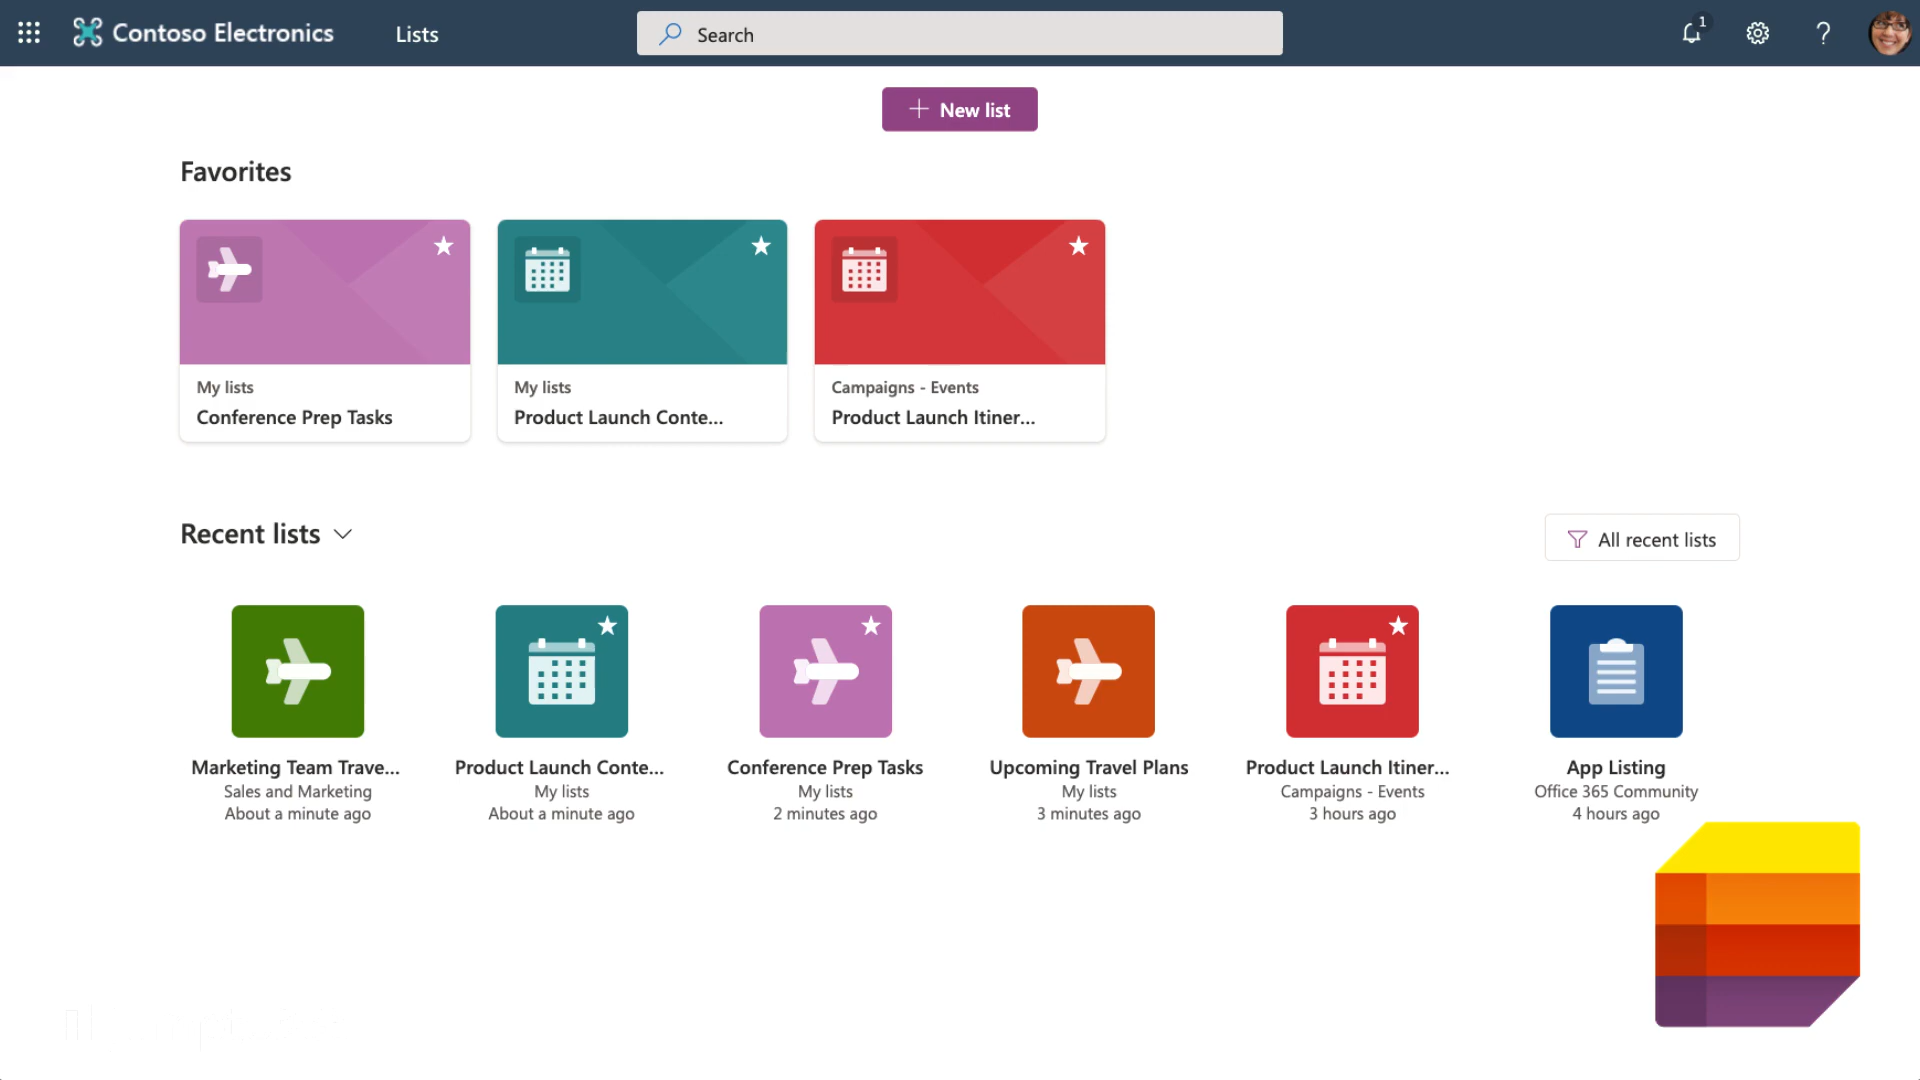 Contoso Electronics
Lists
Search
1
?
+ New list
Favorites
My lists
Conference Prep Tasks
My lists
Product Launch Conte...
Campaigns - Events
Product Launch Itiner...
Recent lists
All recent lists
Marketing Team Trave...
Sales and Marketing
About a minute ago
Product Launch Conte...
My lists
About a minute ago
Conference Prep Tasks
My lists
2 minutes ago
Upcoming Travel Plans
My lists
3 minutes ago
Product Launch Itiner...
Campaigns - Events
3 hours ago
App Listing
Office 365 Community
4 hours ago